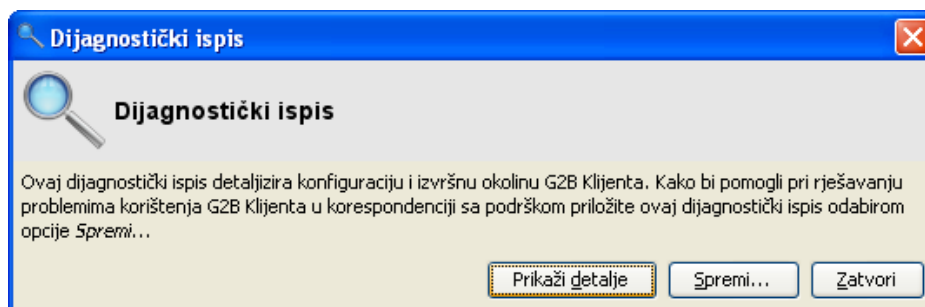 Dijagnostički ispis
Dijagnostički ispis
Ovaj dijagnostički ispis detaljizira konfiguraciju i izvršnu okolinu G2B Klijenta. Kako bi pomogli pri rješavanju
problemima korištenja G2B Klijenta u korespondenciji sa podrškom priložite ovaj dijagnostički ispis odabirom
opcije Spremi...
Prikaži detalje Spremi... Zatvori